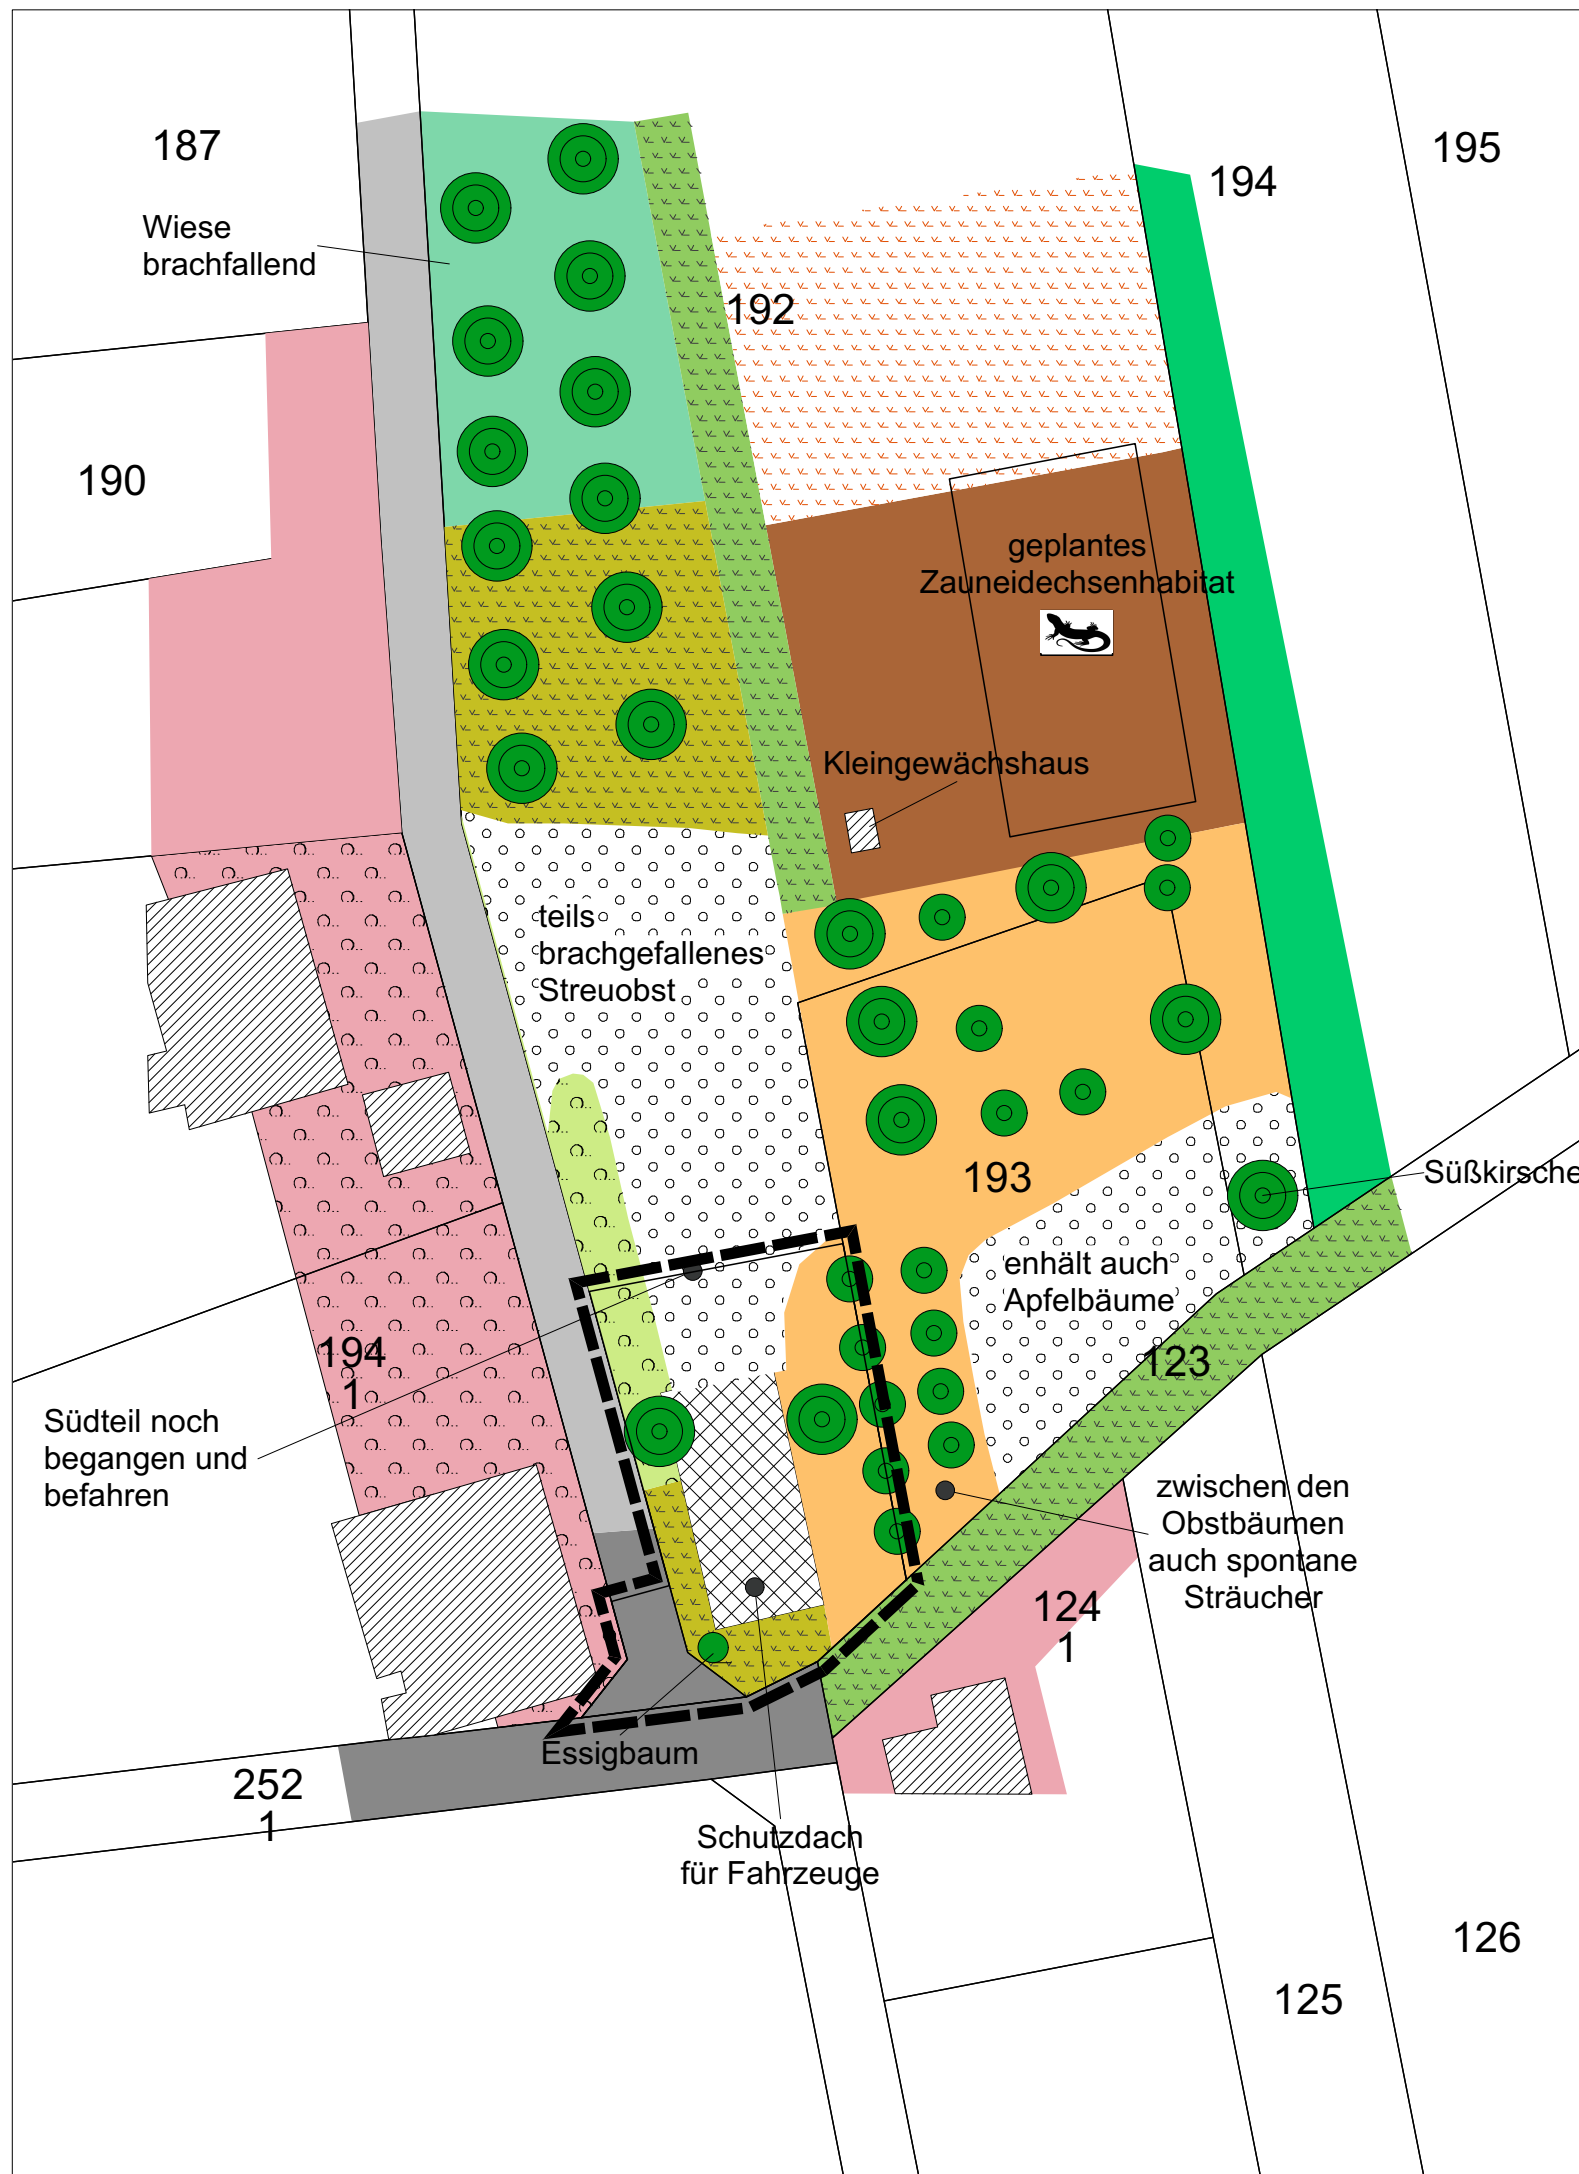 187
195
194
Wiese
brachfallend
192
190
geplantes
Zauneidechsenhabitat
Kleingewächshaus
teils
brachgefallenes
Streuobst
193
Süßkirsche
enhält auch
Apfelbäume
194
1
123
Südteil noch
begangen und
befahren
zwischen den
Obstbäumen
auch spontane
Sträucher
124
1
Essigbaum
252
1
Schutzdach
für Fahrzeuge
126
125